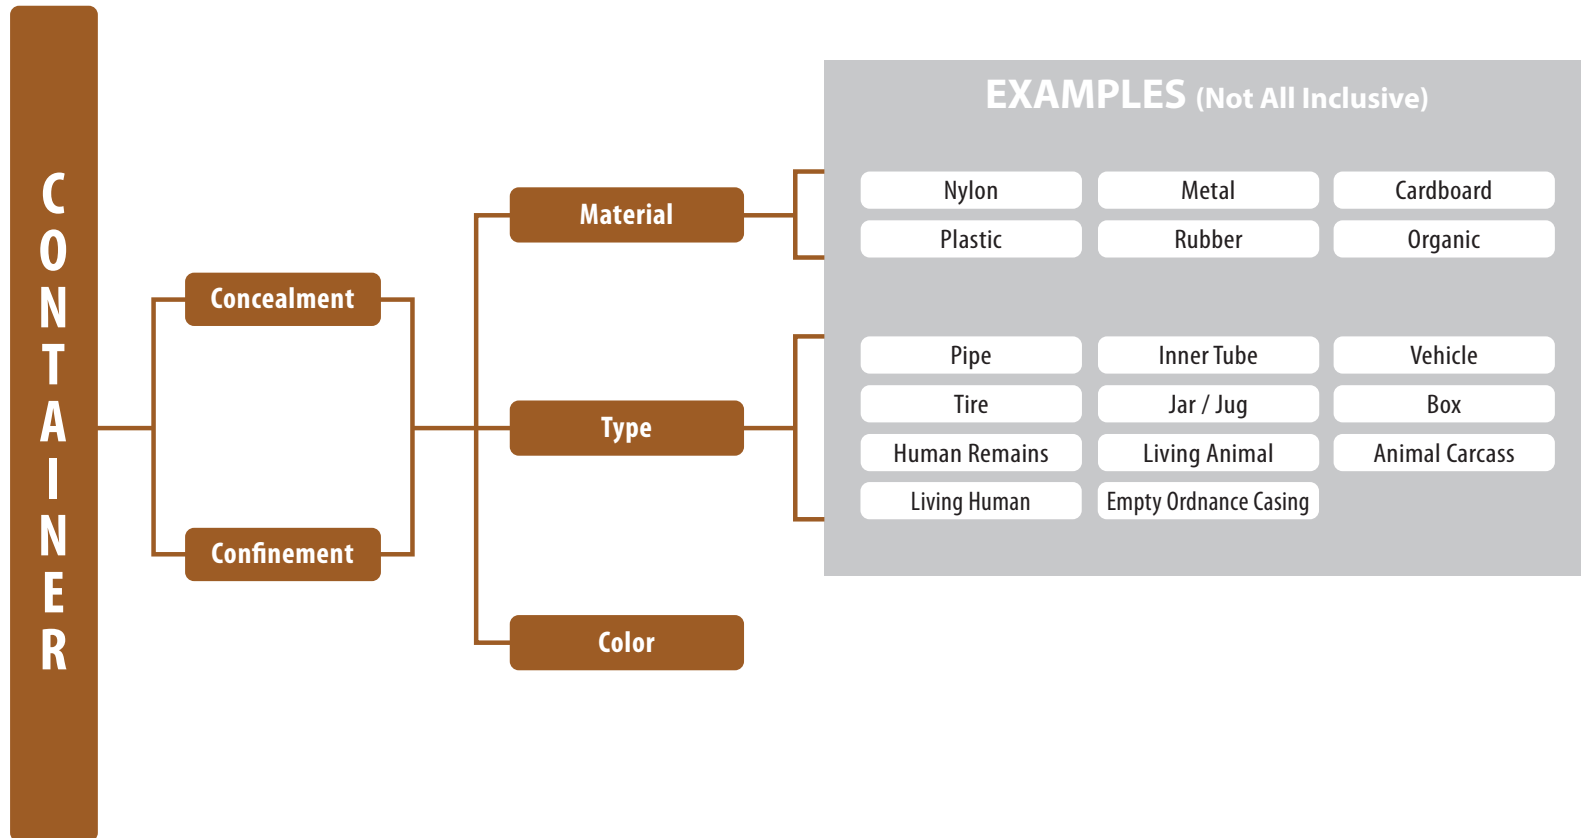 CONTAINER
Concealment
Confinement
Material
Type
Color
EXAMPLES (Not All Inclusive)
Nylon Metal Cardboard
Plastic Rubber Organic
Pipe Inner Tube Vehicle
Tire Jar / Jug Box
Human Remains Living Animal Animal Carcass
Living Human Empty Ordnance Casing